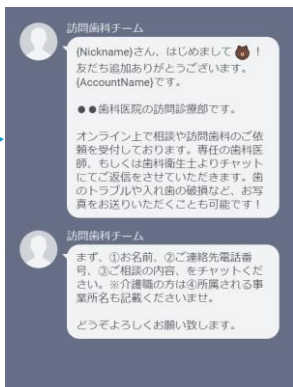 訪問歯科チーム
{Nickname}さん、はじめまして！
友だち追加ありがとうございます。
{AccountName}です。
●●歯科医院の訪問診療部です。
オンライン上で相談や訪問歯科のご依
頼を受付しております。専任の歯科医
師、もしくは歯科衛生士よりチャット
にてご返信をさせていただきます。歯
のトラブルや入れ歯の破損など、お写
真をお送りいただくことも可能です！
訪問歯科チーム
まず、①お名前、②ご連絡先電話番
号、③ご相談の内容、をチャットくだ
さい。※介護職の方は④所属される事
業所名も記載くださいませ。
どうぞよろしくお願い致します。